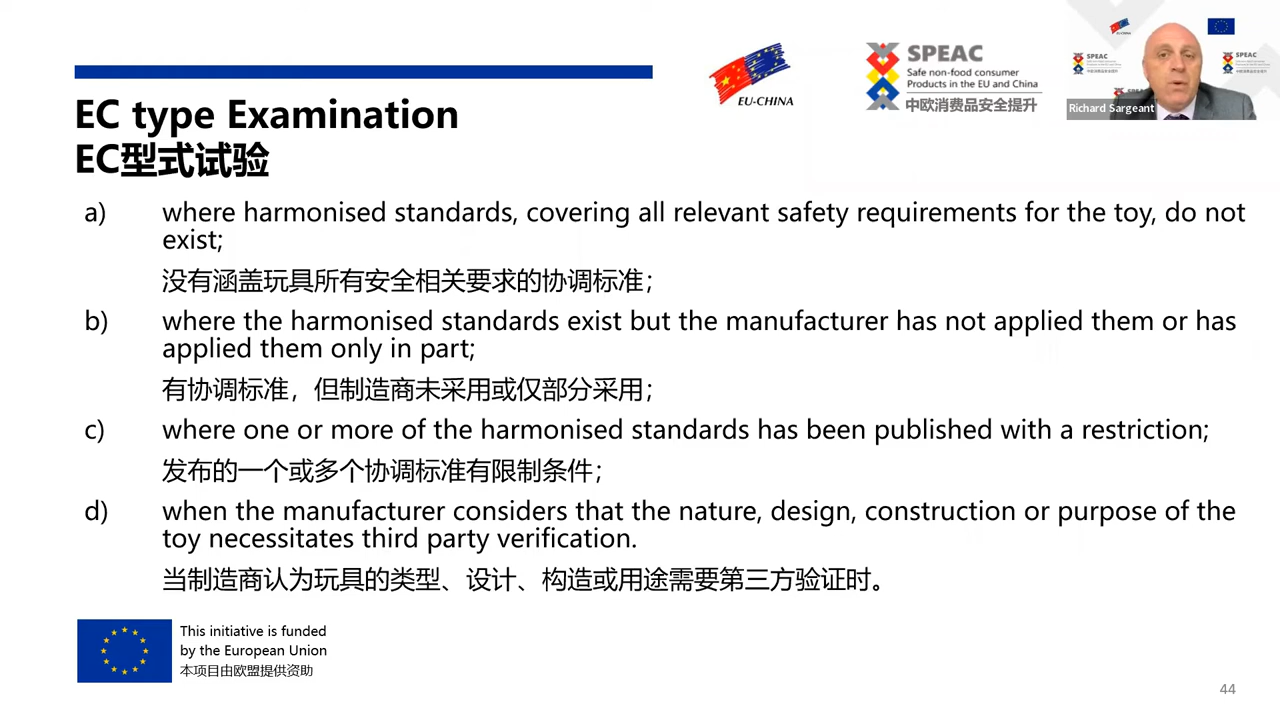 EC type Examination
EC型式试验
EU-CHINA
SPEAC
Safe non-food consumer
Products in the EU and China
中欧消费品安全提升
SPEAC
SPEAC
Richard Sargeant
a) where harmonised standards, covering all relevant safety requirements for the toy, do not
exist;
没有涵盖玩具所有安全相关要求的协调标准；
b) where the harmonised standards exist but the manufacturer has not applied them or has
applied them only in part;
有协调标准，但制造商未采用或仅部分采用；
c) where one or more of the harmonised standards has been published with a restriction;
发布的一个或多个协调标准有限制条件；
d) when the manufacturer considers that the nature, design, construction or purpose of the
toy necessitates third party verification.
当制造商认为玩具的类型、设计、构造或用途需要第三方验证时。
This initiative is funded
by the European Union
本项目由欧盟提供资助
44